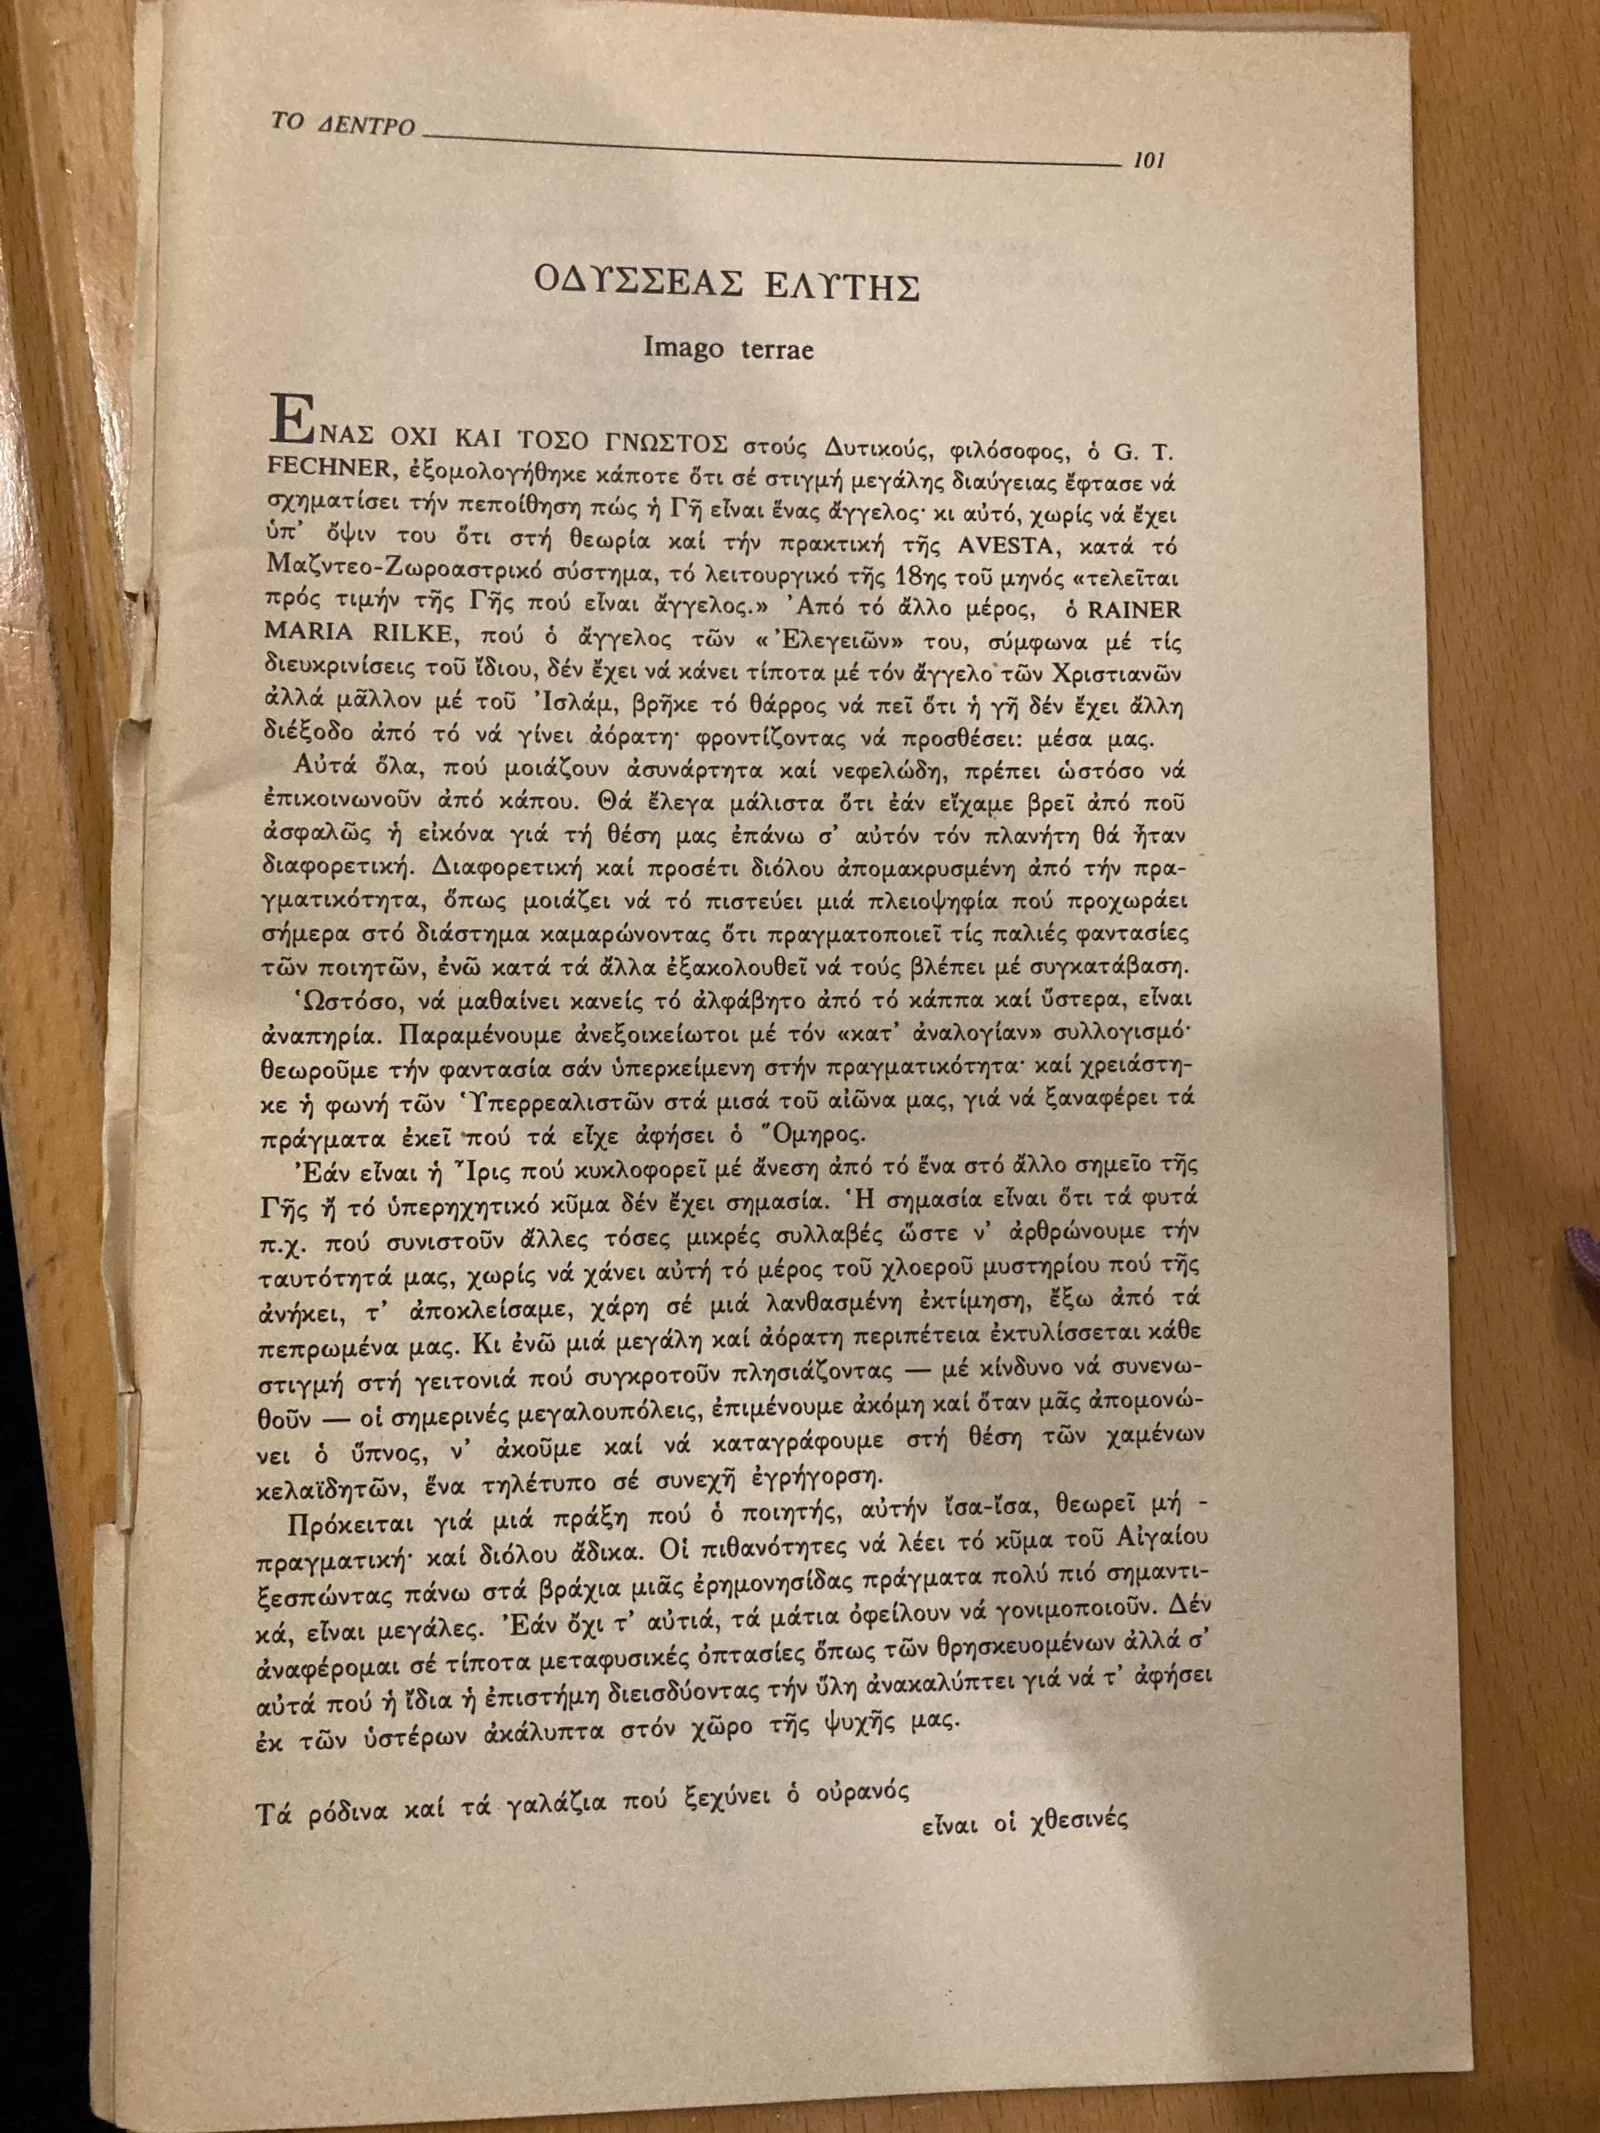 ΤΟ ΔΕΝΤΡΟ 101
ΟΔΥΣΣΕΑΣ ΕΛΥΤΗΣ
Imago terrae
ΕΝΑΣ ΟΧΙ ΚΑΙ ΤΟΣΟ ΓΝΩΣΤΟΣ στούς Δυτικούς, φιλόσοφος, ὁ G. T.
FECHNER, ἐξομολογήθηκε κάποτε ὅτι σέ στιγμή μεγάλης διαύγειας ἔφτασε νά
σχηματίσει τήν πεποίθηση πώς ἡ Γῆ εἶναι ἕνας ἄγγελος· κι αὐτό, χωρίς νά ἔχει
ὑπ' ὄψιν του ὅτι στή θεωρία καί τήν πρακτική τῆς AVESTA, κατά τό
Μαζντεο-Ζωροαστρικό σύστημα, τό λειτουργικό τῆς 18ης τοῦ μηνός «τελεῖται
πρός τιμήν τῆς Γῆς πού εἶναι ἄγγελος.» Ἀπό τό ἄλλο μέρος, ὁ RAINER
MARIA RILKE, πού ὁ ἄγγελος τῶν «Ἐλεγειῶν» του, σύμφωνα μέ τίς
διευκρινίσεις τοῦ ἴδιου, δέν ἔχει νά κάνει τίποτα μέ τόν ἄγγελο τῶν Χριστιανῶν
ἀλλά μᾶλλον μέ τοῦ Ἰσλάμ, βρῆκε τό θάρρος νά πεῖ ὅτι ἡ γῆ δέν ἔχει ἄλλη
διέξοδο ἀπό τό νά γίνει ἀόρατη· φροντίζοντας νά προσθέσει: μέσα μας.
Αὐτά ὅλα, πού μοιάζουν ἀσυνάρτητα καί νεφελώδη, πρέπει ὡστόσο νά
ἐπικοινωνοῦν ἀπό κάπου. Θά ἔλεγα μάλιστα ὅτι ἐάν εἴχαμε βρεῖ ἀπό ποῦ
ἀσφαλῶς ἡ εἰκόνα γιά τή θέση μας ἐπάνω σ' αὐτόν τόν πλανήτη θά ἦταν
διαφορετική. Διαφορετική καί προσέτι διόλου ἀπομακρυσμένη ἀπό τήν πρα-
γματικότητα, ὅπως μοιάζει νά τό πιστεύει μιά πλειοψηφία πού προχωράει
σήμερα στό διάστημα καμαρώνοντας ὅτι πραγματοποιεῖ τίς παλιές φαντασίες
τῶν ποιητῶν, ἐνῶ κατά τά ἄλλα ἐξακολουθεῖ νά τούς βλέπει μέ συγκατάβαση.
Ὡστόσο, νά μαθαίνει κανείς τό ἀλφάβητο ἀπό τό κάππα καί ὕστερα, εἶναι
ἀναπηρία. Παραμένουμε ἀνεξοικείωτοι μέ τόν «κατ' ἀναλογίαν» συλλογισμό·
θεωροῦμε τήν φαντασία σάν ὑπερκείμενη στήν πραγματικότητα· καί χρειάστη-
κε ἡ φωνή τῶν Ὑπερρεαλιστῶν στά μισά τοῦ αἰῶνα μας, γιά νά ξαναφέρει τά
πράγματα ἐκεῖ πού τά εἶχε ἀφήσει ὁ Ὅμηρος.
Ἐάν εἶναι ἡ Ἶρις πού κυκλοφορεῖ μέ ἄνεση ἀπό τό ἕνα στό ἄλλο σημεῖο τῆς
Γῆς ἤ τό ὑπερηχητικό κῦμα δέν ἔχει σημασία. Ἡ σημασία εἶναι ὅτι τά φυτά
π.χ. πού συνιστοῦν ἄλλες τόσες μικρές συλλαβές ὥστε ν' ἀρθρώνουμε τήν
ταυτότητά μας, χωρίς νά χάνει αὐτή τό μέρος τοῦ χλοεροῦ μυστηρίου πού τῆς
ἀνήκει, τ' ἀποκλείσαμε, χάρη σέ μιά λανθασμένη ἐκτίμηση, ἔξω ἀπό τά
πεπρωμένα μας. Κι ἐνῶ μιά μεγάλη καί ἀόρατη περιπέτεια ἐκτυλίσσεται κάθε
στιγμή στή γειτονιά πού συγκροτοῦν πλησιάζοντας — μέ κίνδυνο νά συνενω-
θοῦν — οἱ σημερινές μεγαλουπόλεις, ἐπιμένουμε ἀκόμη καί ὅταν μᾶς ἀπομονώ-
νει ὁ ὕπνος, ν' ἀκοῦμε καί νά καταγράφουμε στή θέση τῶν χαμένων
κελαϊδητῶν, ἕνα τηλέτυπο σέ συνεχῆ ἐγρήγορση.
Πρόκειται γιά μιά πράξη πού ὁ ποιητής, αὐτήν ἴσα-ἴσα, θεωρεῖ μή -
πραγματική· καί διόλου ἄδικα. Οἱ πιθανότητες νά λέει τό κῦμα τοῦ Αἰγαίου
ξεσπώντας πάνω στά βράχια μιᾶς ἐρημονησίδας πράγματα πολύ πιό σημαντι-
κά, εἶναι μεγάλες. Ἐάν ὄχι τ' αὐτιά, τά μάτια ὀφείλουν νά γονιμοποιοῦν. Δέν
ἀναφέρομαι σέ τίποτα μεταφυσικές ὀπτασίες ὅπως τῶν θρησκευομένων ἀλλά σ'
αὐτά πού ἡ ἴδια ἡ ἐπιστήμη διεισδύοντας τήν ὕλη ἀνακαλύπτει γιά νά τ' ἀφήσει
ἐκ τῶν ὑστέρων ἀκάλυπτα στόν χῶρο τῆς ψυχῆς μας.
Τά ρόδινα καί τά γαλάζια πού ξεχύνει ὁ οὐρανός
εἶναι οἱ χθεσινές